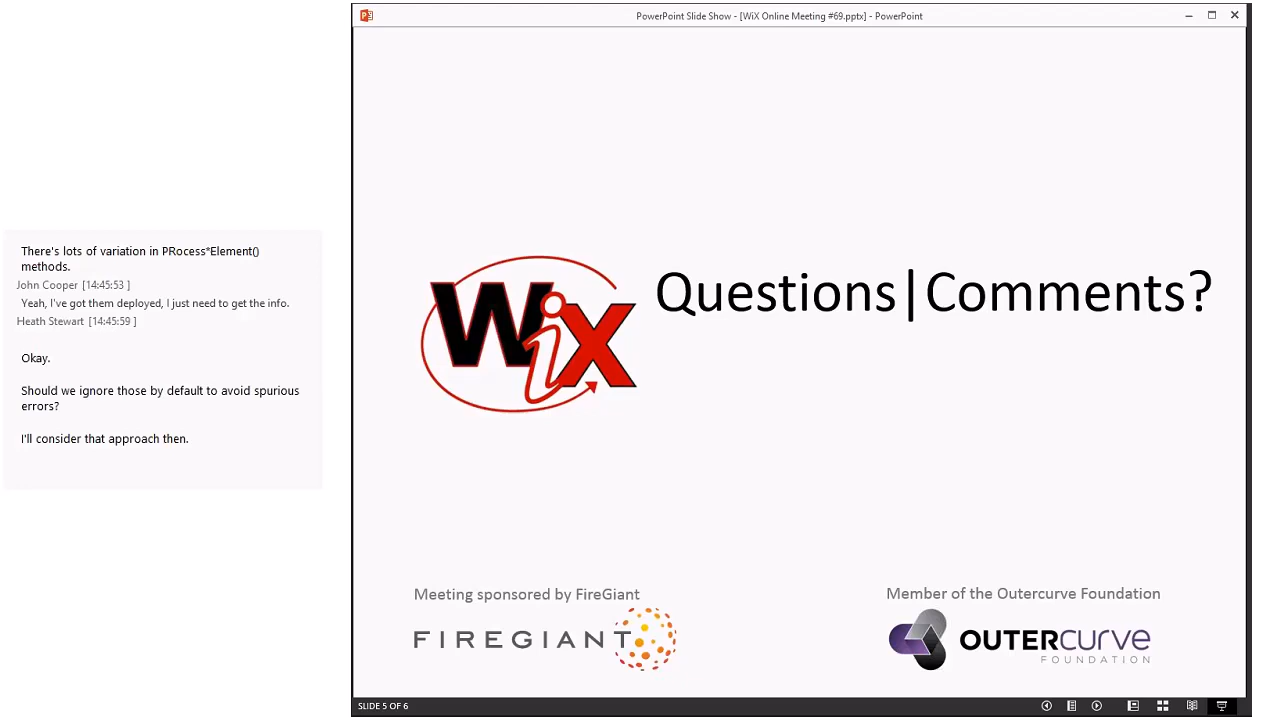 PowerPoint Slide Show - [WiX Online Meeting #69.pptx] - PowerPoint
There's lots of variation in PRocess*Element()
methods.
John Cooper [14:45:53 ]
Yeah, I've got them deployed, I just need to get the info.
Heath Stewart [14:45:59 ]
Okay.
Should we ignore those by default to avoid spurious
errors?
I'll consider that approach then.
WiX
Questions|Comments?
Meeting sponsored by FireGiant
FIREGIANT
Member of the Outercurve Foundation
OUTERCURVE
FOUNDATION
SLIDE 5 OF 6